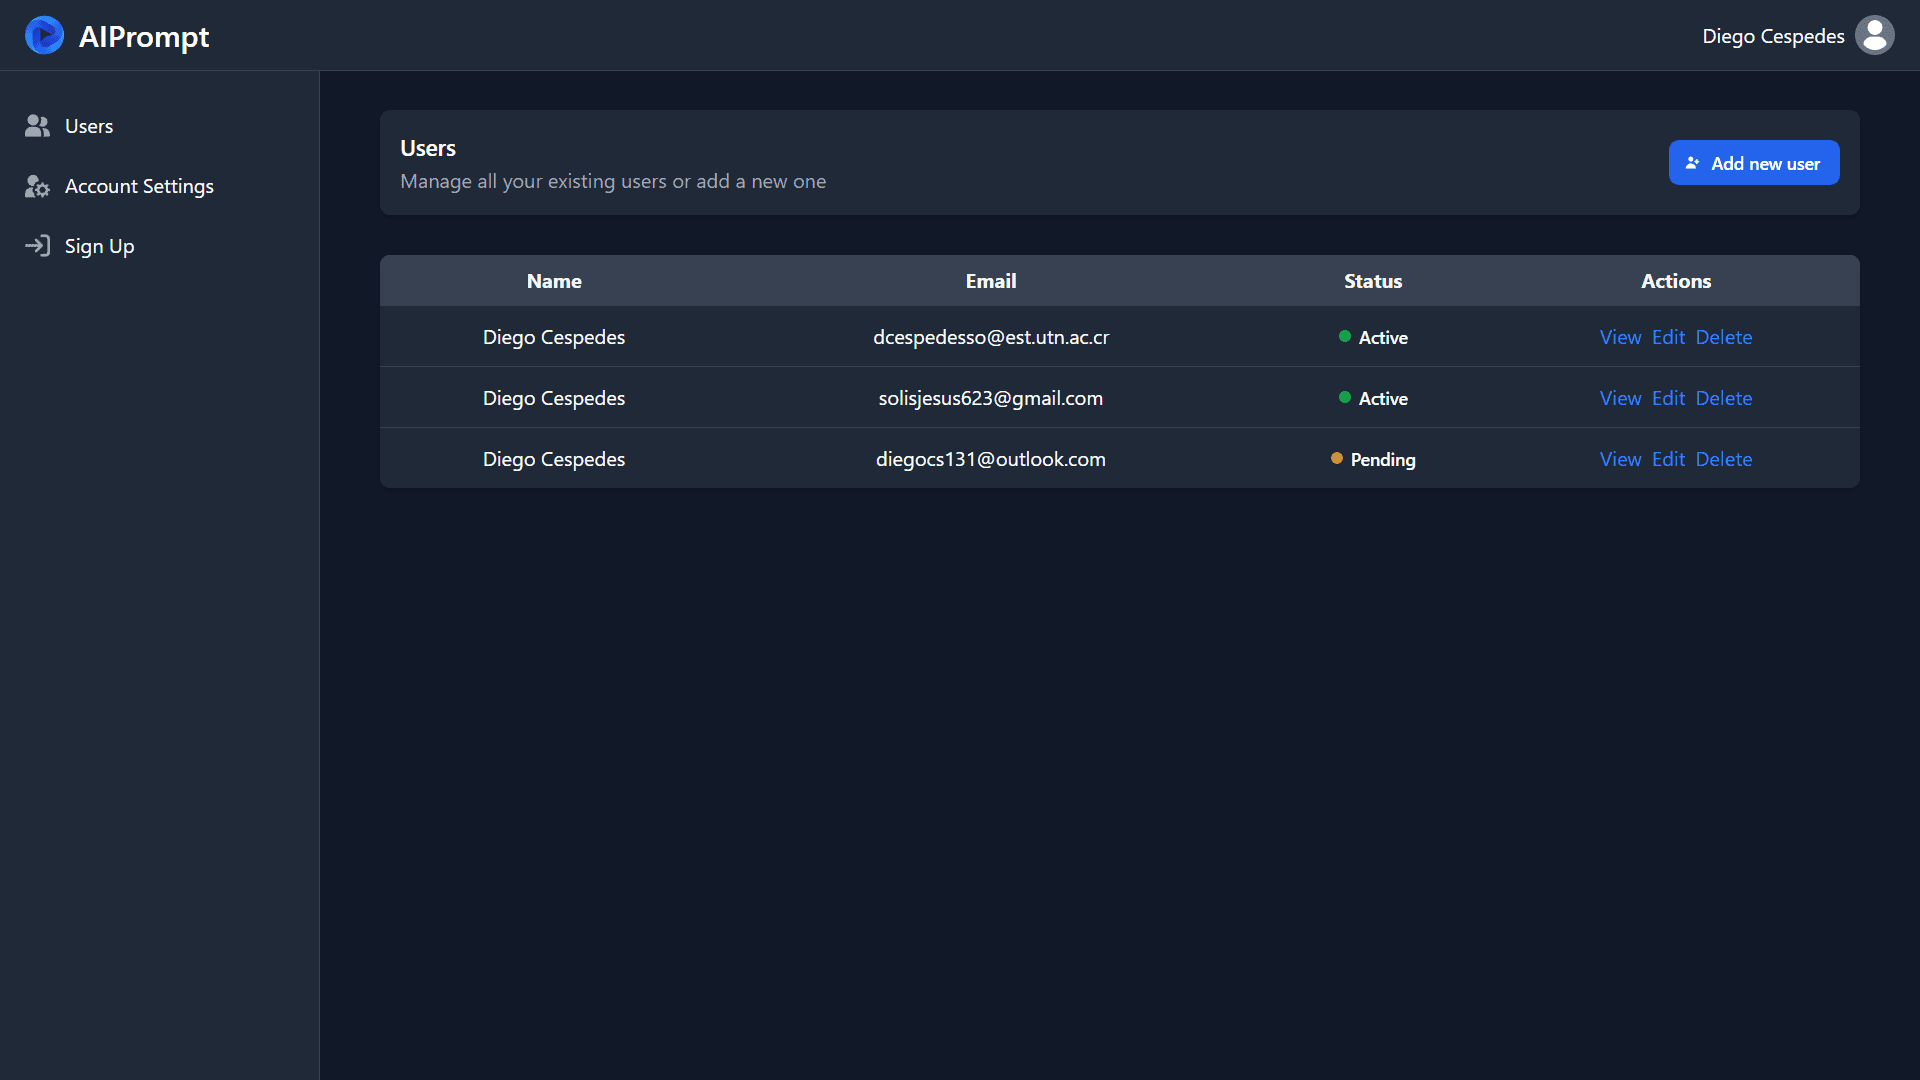 AIPrompt
Diego Cespedes
Users
Account Settings
Sign Up
Users
Manage all your existing users or add a new one
Add new user
Name Email Status Actions
Diego Cespedes dcespedesso@est.utn.ac.cr Active View Edit Delete
Diego Cespedes solisjesus623@gmail.com Active View Edit Delete
Diego Cespedes diegocs131@outlook.com Pending View Edit Delete